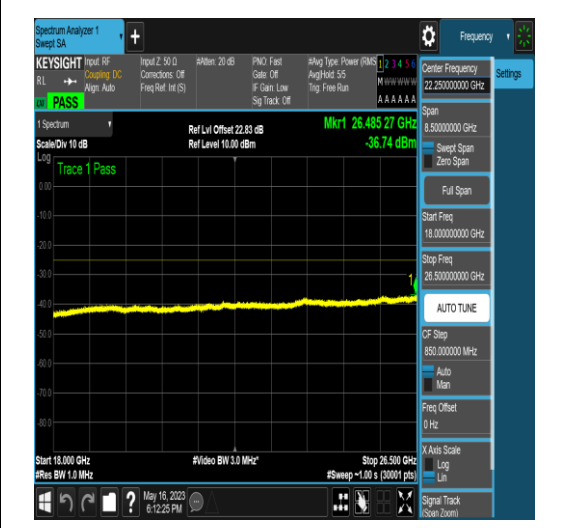 Spectrum Analyzer 1
Swept SA
Frequency
KEYSIGHT
RL
PASS
Input: RF
Coupling: DC
Align: Auto
Input Z: 50 Ω
Corrections: Off
Freq Ref: Int (S)
#Atten: 20 dB
PNO: Fast
Gate: Off
IF Gain: Low
Sig Track: Off
#Avg Type: Power (RMS
Avg|Hold: 5/5
Trig: Free Run
1 2 3 4 5 6
M W W W W W
A A A A A A
Center Frequency
22.250000000 GHz
Settings
Span
8.50000000 GHz
Swept Span
Zero Span
Full Span
Start Freq
18.000000000 GHz
Stop Freq
26.500000000 GHz
AUTO TUNE
CF Step
850.000000 MHz
Auto
Man
Freq Offset
0 Hz
X Axis Scale
Log
Lin
Signal Track
(Span Zoom)
1 Spectrum
Scale/Div 10 dB
Ref Lvl Offset 22.83 dB
Ref Level 10.00 dBm
Mkr1 26.485 27 GHz
-36.74 dBm
Log
Trace 1 Pass
0.00
-10.0
-20.0
-30.0
-40.0
-50.0
-60.0
-70.0
-80.0
1
Start 18.000 GHz
#Res BW 1.0 MHz
#Video BW 3.0 MHz*
Stop 26.500 GHz
#Sweep ~1.00 s (30001 pts)
?
May 16, 2023
6:12:25 PM